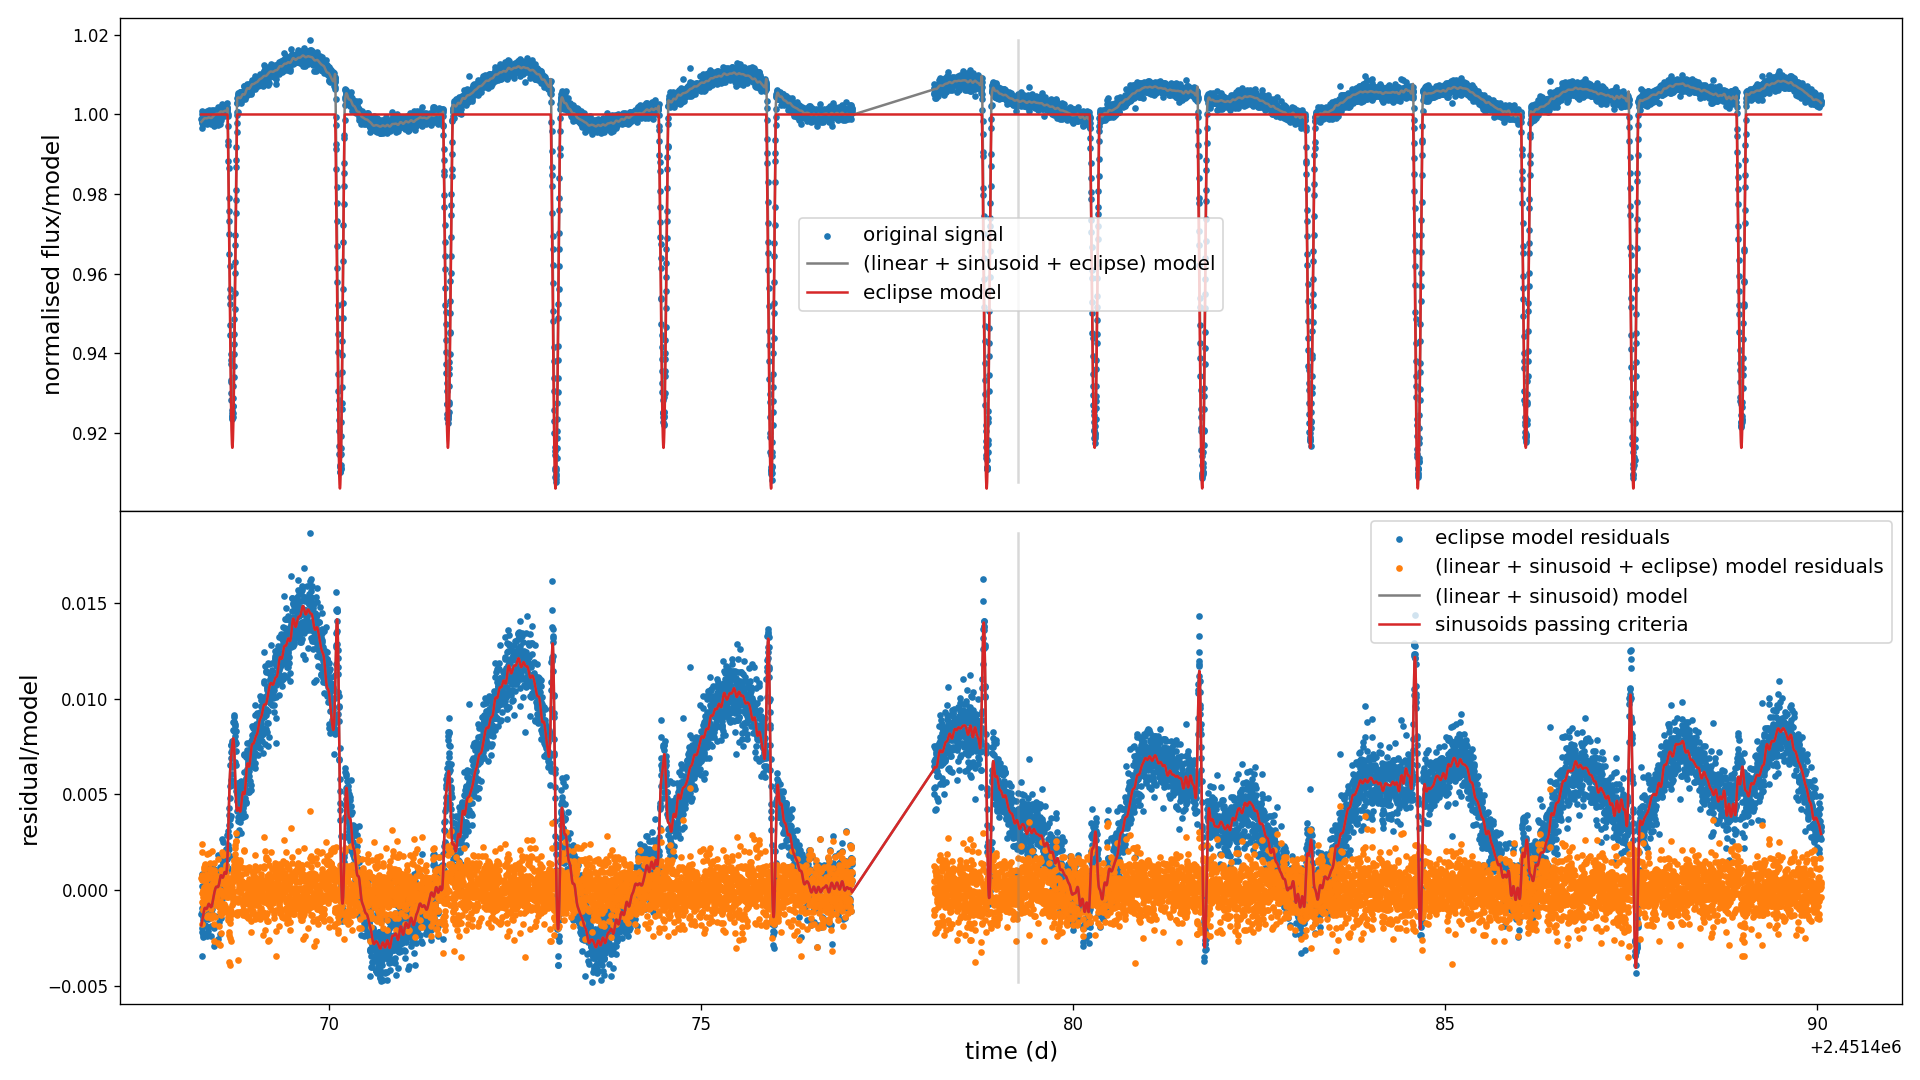 1.02
1.00
0.98
0.96
0.94
0.92
normalised flux/model
original signal
(linear + sinusoid + eclipse) model
eclipse model
0.015
0.010
0.005
0.000
−0.005
residual/model
eclipse model residuals
(linear + sinusoid + eclipse) model residuals
(linear + sinusoid) model
sinusoids passing criteria
70
75
80
85
90
time (d)
+2.4514e6